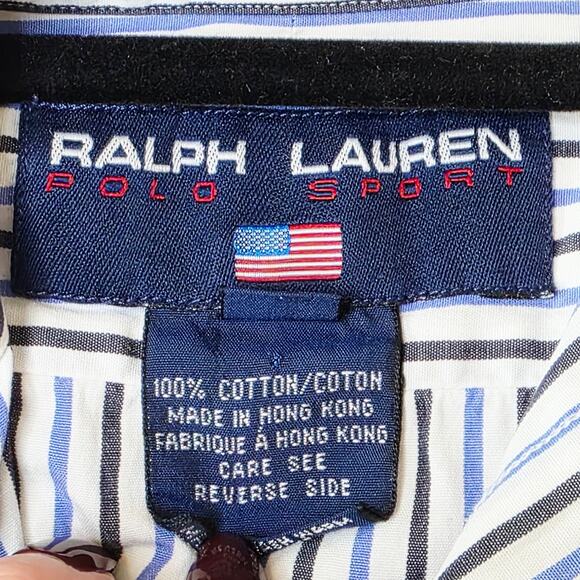 RALPH LAUREN
POLO SPORT
100% COTTON/COTON
MADE IN HONG KONG
FABRIQUE À HONG KONG
CARE SEE
REVERSE SIDE